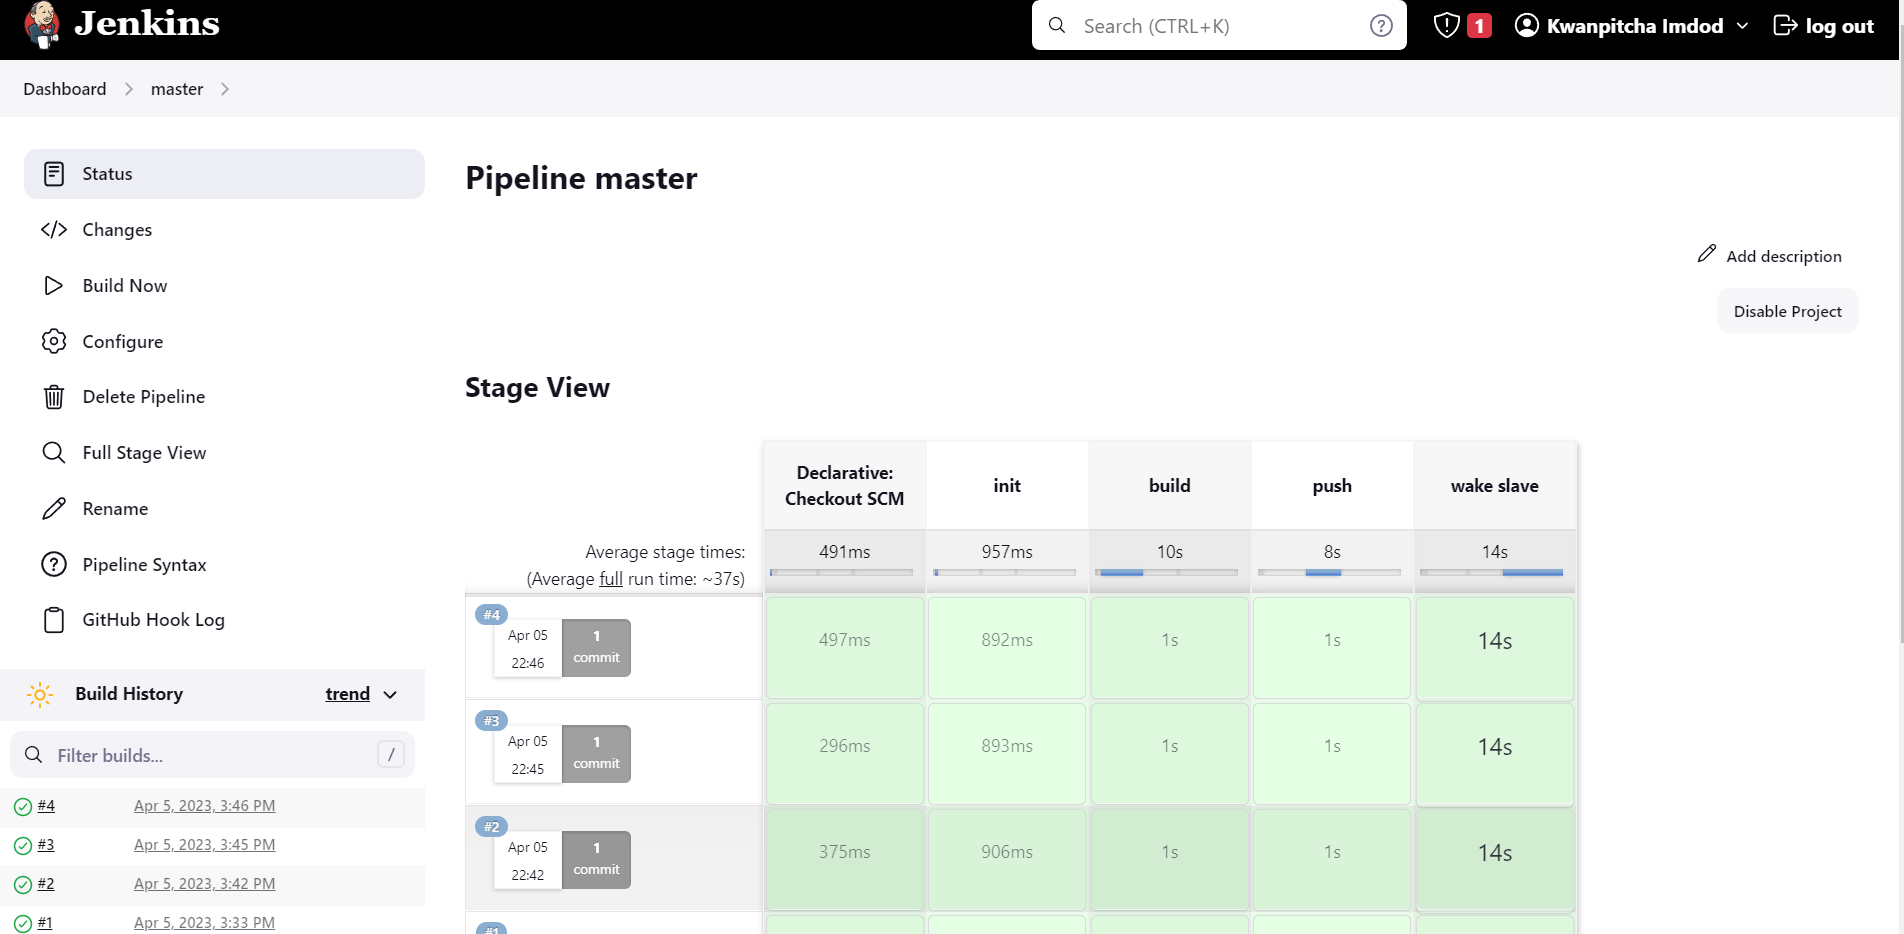 Jenkins
Search (CTRL+K)
?
1
Kwanpitcha Imdod
log out
Dashboard
master
Status
Changes
Build Now
Configure
Delete Pipeline
Full Stage View
Rename
Pipeline Syntax
GitHub Hook Log
Build History
trend
Filter builds...
/
#4 Apr 5, 2023, 3:46 PM
#3 Apr 5, 2023, 3:45 PM
#2 Apr 5, 2023, 3:42 PM
#1 Apr 5, 2023, 3:33 PM
Pipeline master
Add description
Disable Project
Stage View
Declarative:
Checkout SCM
init
build
push
wake slave
Average stage times:
(Average full run time: ~37s)
491ms
957ms
10s
8s
14s
#4
Apr 05
22:46
1
commit
497ms
892ms
1s
1s
14s
#3
Apr 05
22:45
1
commit
296ms
893ms
1s
1s
14s
#2
Apr 05
22:42
1
commit
375ms
906ms
1s
1s
14s
#1